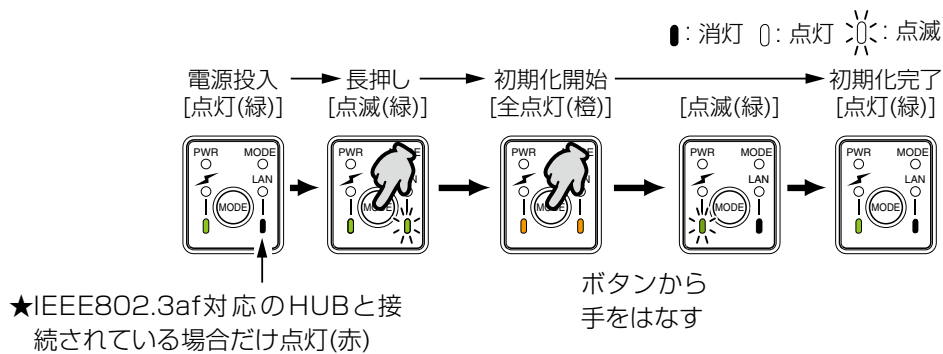 ：消灯　：点灯　：点滅
電源投入　長押し　初期化開始　初期化完了
[点灯(緑)]　[点滅(緑)]　[全点灯(橙)]　[点滅(緑)]　[点灯(緑)]
PWR　MODE　PWR　MODE　PWR　PWR　MODE　PWR　MODE
LAN　LAN　LAN
MODE　MODE　MODE　MODE　MODE
ボタンから
手をはなす
★IEEE802.3af対応のHUBと接
続されている場合だけ点灯(赤)